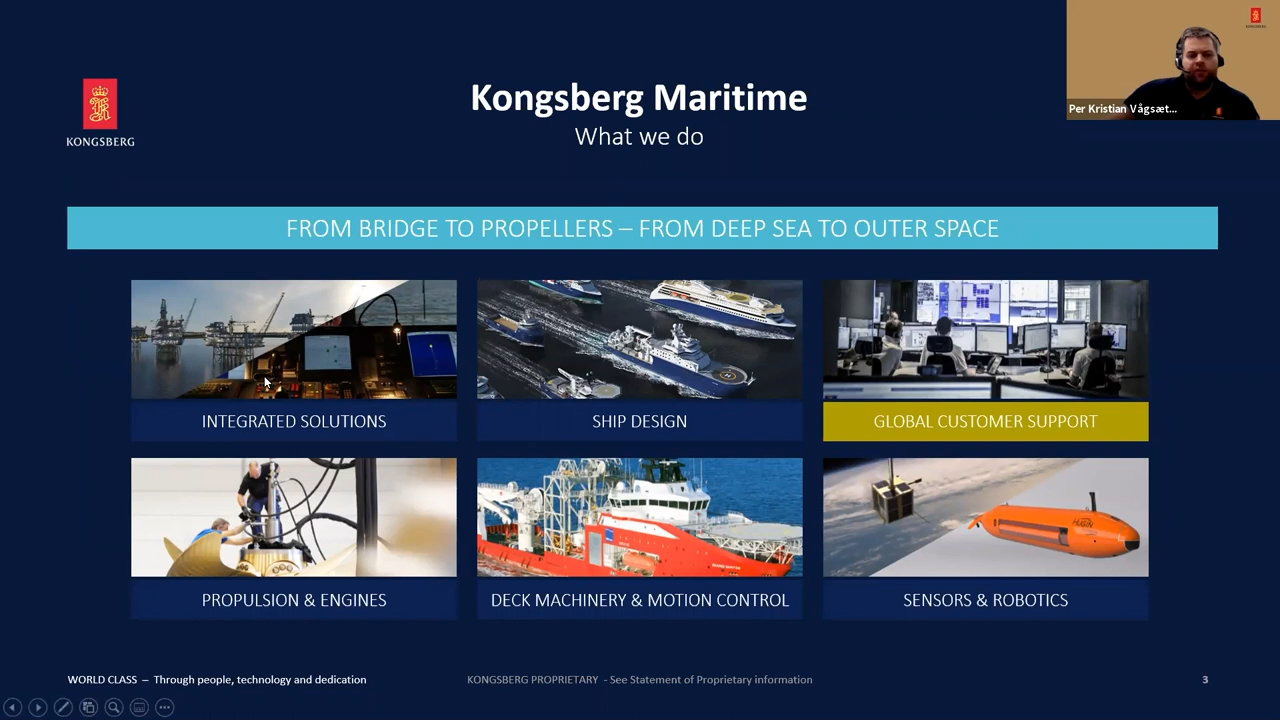 Kongsberg Maritime
What we do
KONGSBERG
Per Kristian Vågsæt...
FROM BRIDGE TO PROPELLERS – FROM DEEP SEA TO OUTER SPACE
INTEGRATED SOLUTIONS
SHIP DESIGN
GLOBAL CUSTOMER SUPPORT
HUGIN
PROPULSION & ENGINES
DECK MACHINERY & MOTION CONTROL
SENSORS & ROBOTICS
WORLD CLASS – Through people, technology and dedication
KONGSBERG PROPRIETARY - See Statement of Proprietary information
3